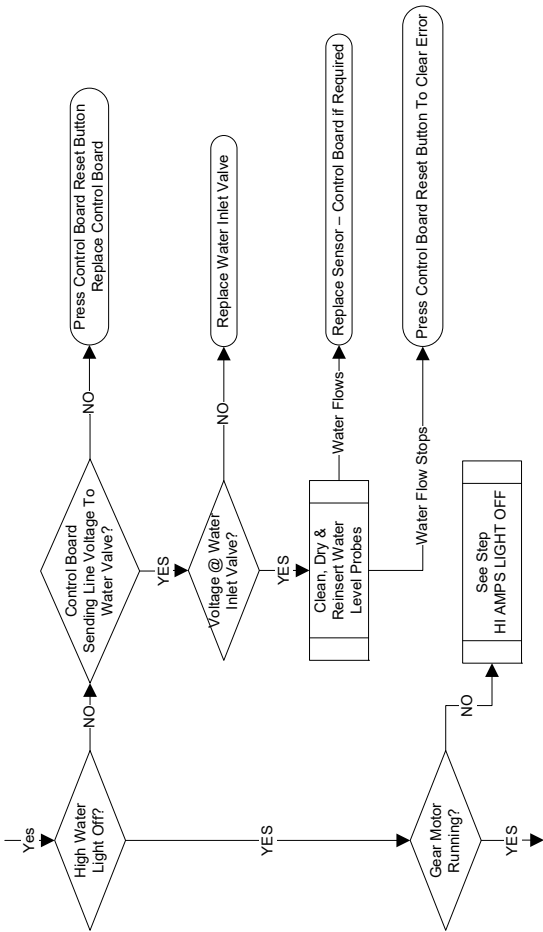 Yes
High Water
Light Off?
NO
Control Board
Sending Line Voltage To
Water Valve?
NO
Press Control Board Reset Button
Replace Control Board
YES
Voltage @ Water
Inlet Valve?
NO
Replace Water Inlet Valve
YES
Clean, Dry &
Reinsert Water
Level Probes
Water Flows
Replace Sensor – Control Board if Required
Water Flow Stops
Press Control Board Reset Button To Clear Error
YES
Gear Motor
Running?
NO
See Step
HI AMPS LIGHT OFF
YES